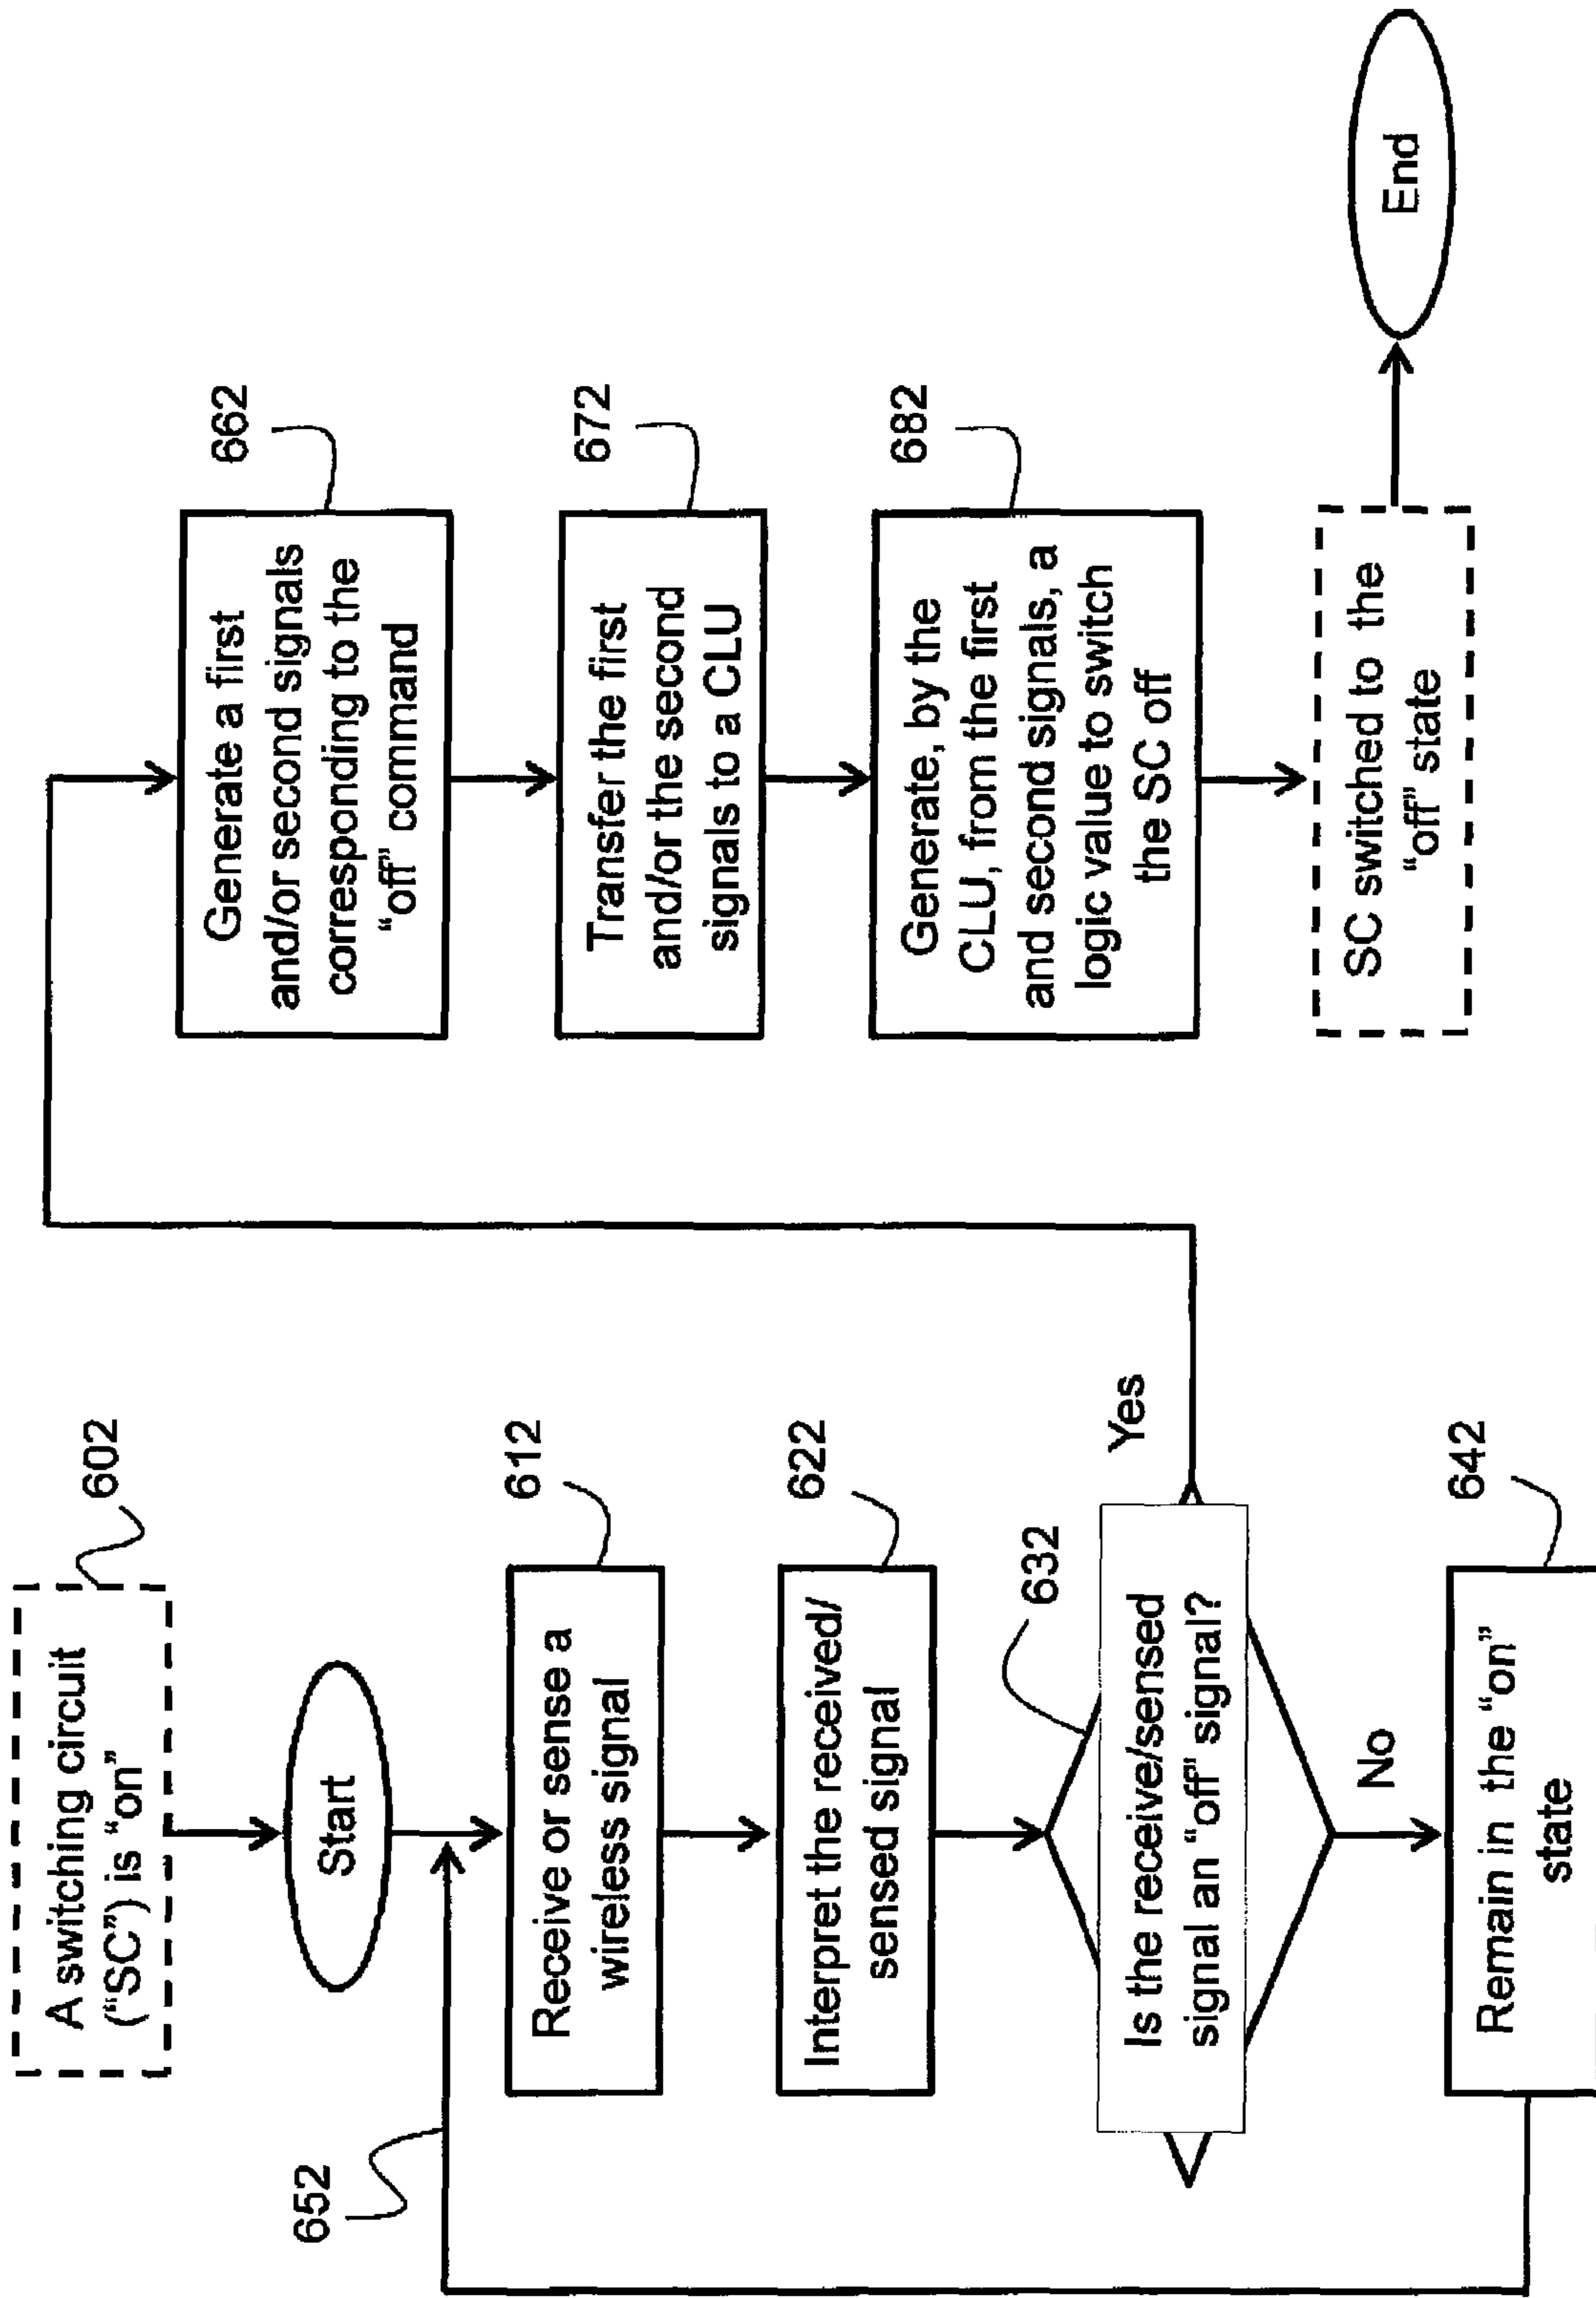 A switching circuit
("SC") is "on"
602
Start
652
Receive or sense a
wireless signal
612
Interpret the received/
sensed signal
622
632
Is the receive/sensed
signal an "off" signal?
Yes
No
Remain in the "on"
state
642
Generate a first
and/or second signals
corresponding to the
"off" command
662
Transfer the first
and/or the second
signals to a CLU
672
Generate, by the
CLU, from the first
and second signals, a
logic value to switch
the SC off
682
SC switched to the
"off" state
End